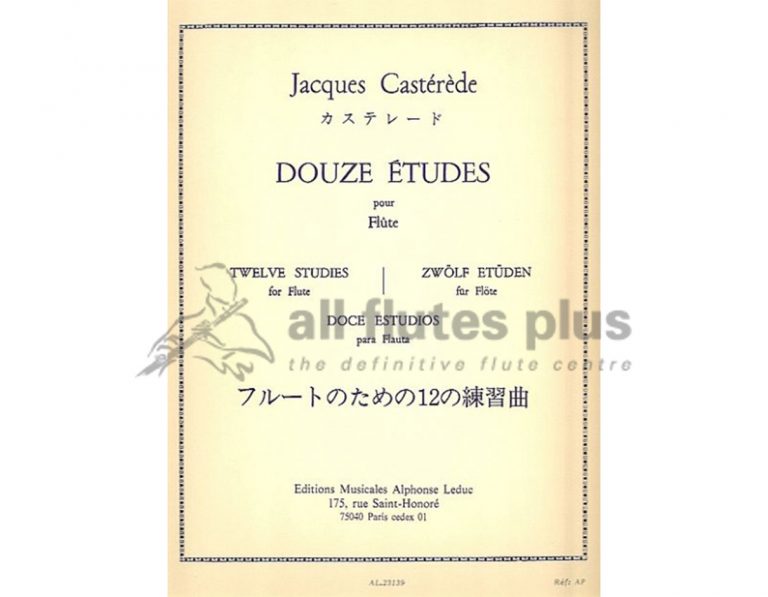 Jacques Castérède
カステレード
DOUZE ÉTUDES
pour
Flûte
TWELVE STUDIES
for Flute
ZWÖLF ETÜDEN
für Flöte
DOCE ESTUDIOS
para Flauta
all flutes plus
the definitive flute centre
フルートのための12の練習曲
Editions Musicales Alphonse Leduc
175, rue Saint-Honoré
75040 Paris cedex 01
AL.23139
Réf: AP